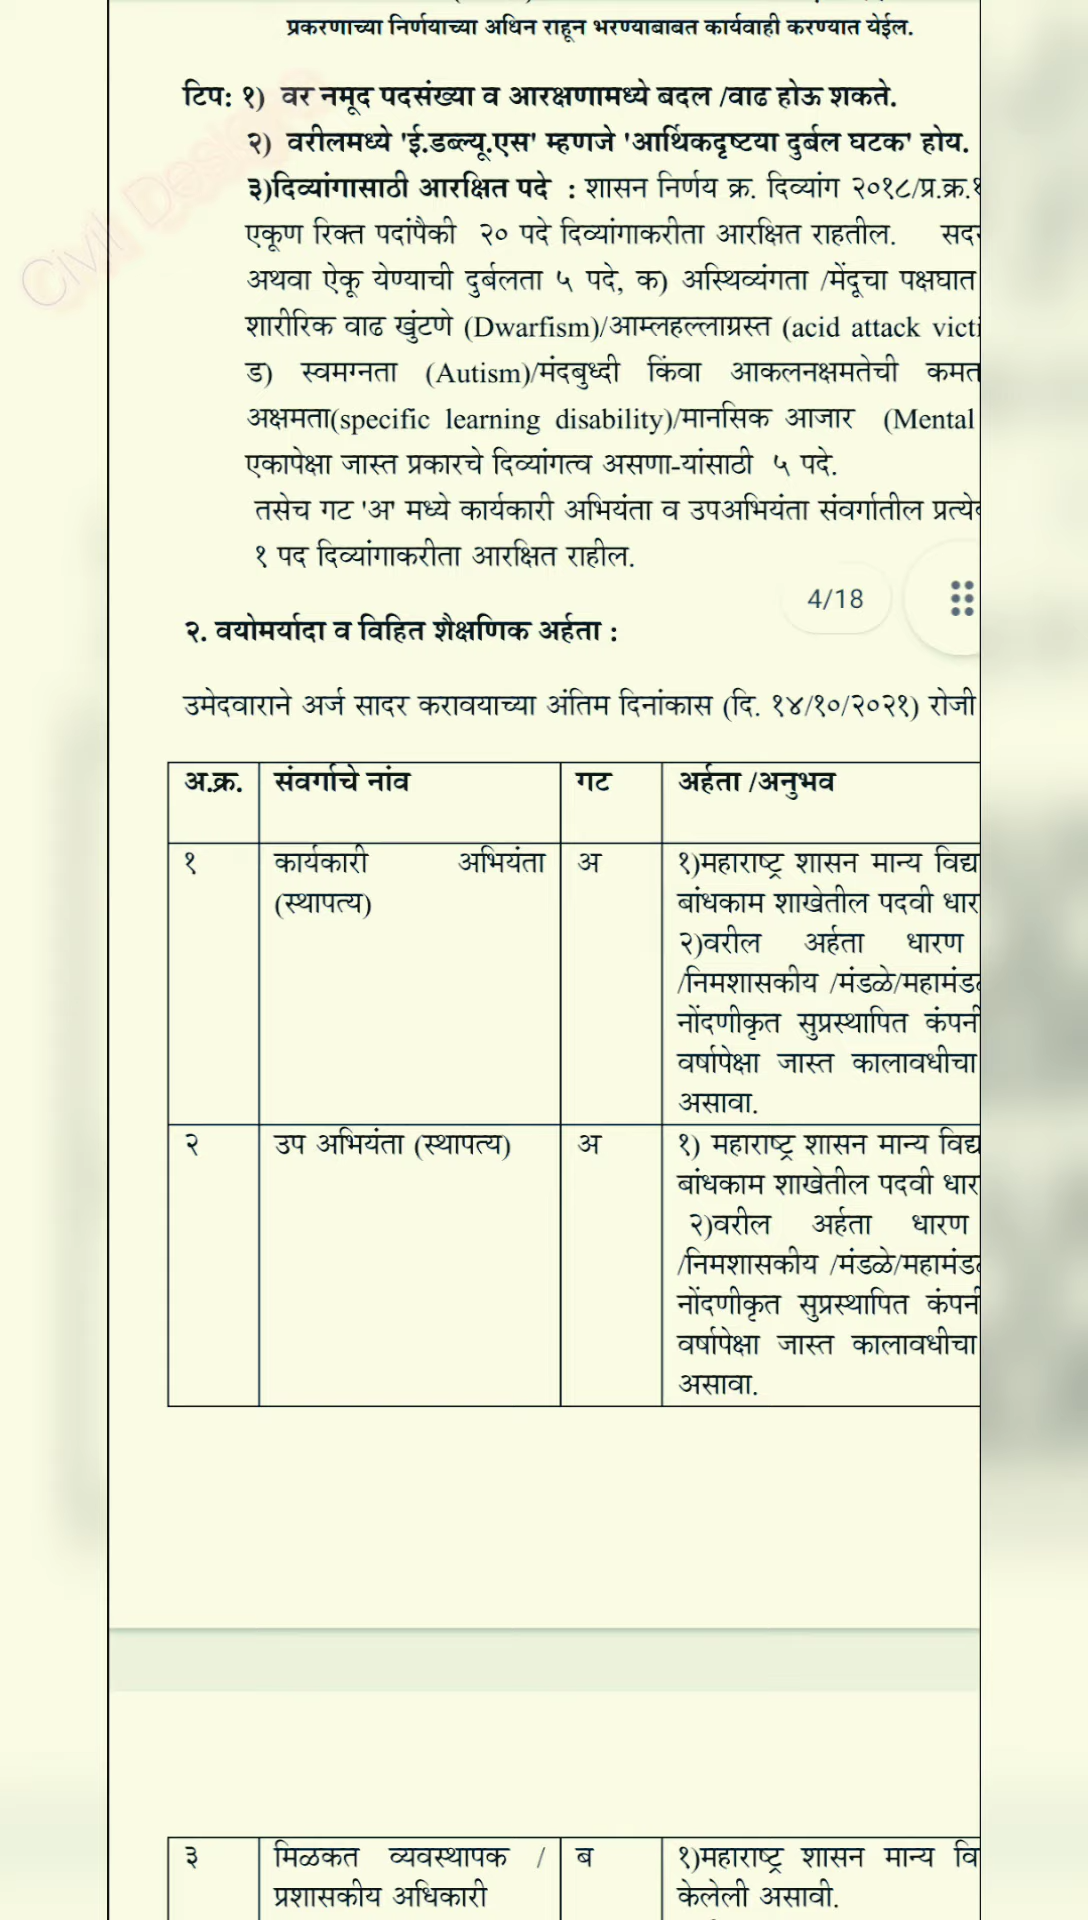 प्रकरणाच्या निर्णयाच्या अधिन राहून भरण्याबाबत कार्यवाही करण्यात येईल.
टिप: १) वर नमूद पदसंख्या व आरक्षणामध्ये बदल /वाढ होऊ शकते.
२) वरीलमध्ये 'ई.डब्ल्यू.एस' म्हणजे 'आर्थिकदृष्टया दुर्बल घटक' होय.
Civil Designe
३)दिव्यांगासाठी आरक्षित पदे : शासन निर्णय क्र. दिव्यांग २०१८/प्र.क्र.१
एकूण रिक्त पदांपैकी २० पदे दिव्यांगाकरीता आरक्षित राहतील.
अथवा ऐकू येण्याची दुर्बलता ५ पदे, क) अस्थिव्यंगता /मेंदूचा पक्षघात
शारीरिक वाढ खुंटणे (Dwarfism)/आम्लहल्लाग्रस्त (acid attack victi
ड) स्वमग्नता (Autism)/मंदबुध्दी किंवा आकलनक्षमतेची कमत
अक्षमता(specific learning disability)/मानसिक आजार (Mental
एकापेक्षा जास्त प्रकारचे दिव्यांगत्व असणा-यांसाठी ५ पदे.
तसेच गट 'अ' मध्ये कार्यकारी अभियंता व उपअभियंता संवर्गातील प्रत्ये
१ पद दिव्यांगाकरीता आरक्षित राहील.
4/18
२. वयोमर्यादा व विहित शैक्षणिक अर्हता :
उमेदवाराने अर्ज सादर करावयाच्या अंतिम दिनांकास (दि. १४/१०/२०२१) रोजी
अ.क्र. संवर्गाचे नांव गट अर्हता /अनुभव
१ कार्यकारी अभियंता अ १)महाराष्ट्र शासन मान्य विद्य
(स्थापत्य) बांधकाम शाखेतील पदवी धार
२)वरील अर्हता धारण
/निमशासकीय /मंडळे/महामंड
नोंदणीकृत सुप्रस्थापित कंपनी
वर्षापेक्षा जास्त कालावधीचा
असावा.
२ उप अभियंता (स्थापत्य) अ १) महाराष्ट्र शासन मान्य विद्य
बांधकाम शाखेतील पदवी धार
२)वरील अर्हता धारण
/निमशासकीय /मंडळे/महामंड
नोंदणीकृत सुप्रस्थापित कंपनी
वर्षापेक्षा जास्त कालावधीचा
असावा.
३ मिळकत व्यवस्थापक / ब १)महाराष्ट्र शासन मान्य वि
प्रशासकीय अधिकारी केलेली असावी.